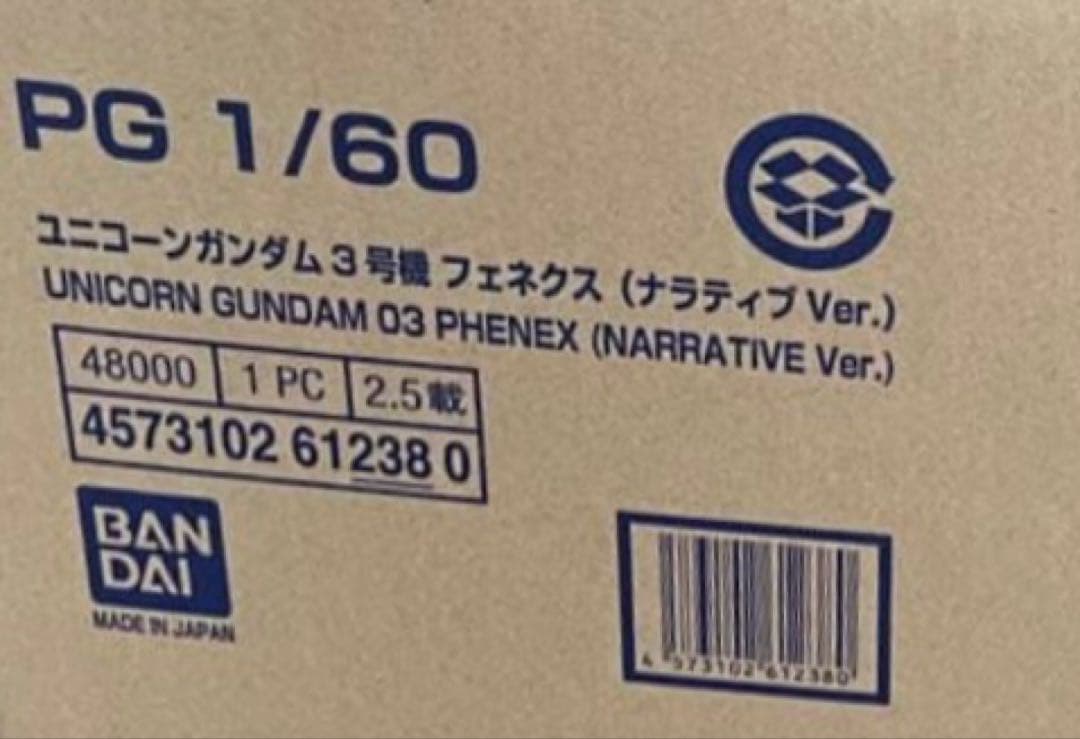 PG 1/60
ユニコーンガンダム3号機 フェネクス (ナラティブ Ver.)
UNICORN GUNDAM 03 PHENEX (NARRATIVE Ver.)
48000 1 PC 2.5載
4573102 61238 0
BAN
DAI
MADE IN JAPAN
4 573102 612380